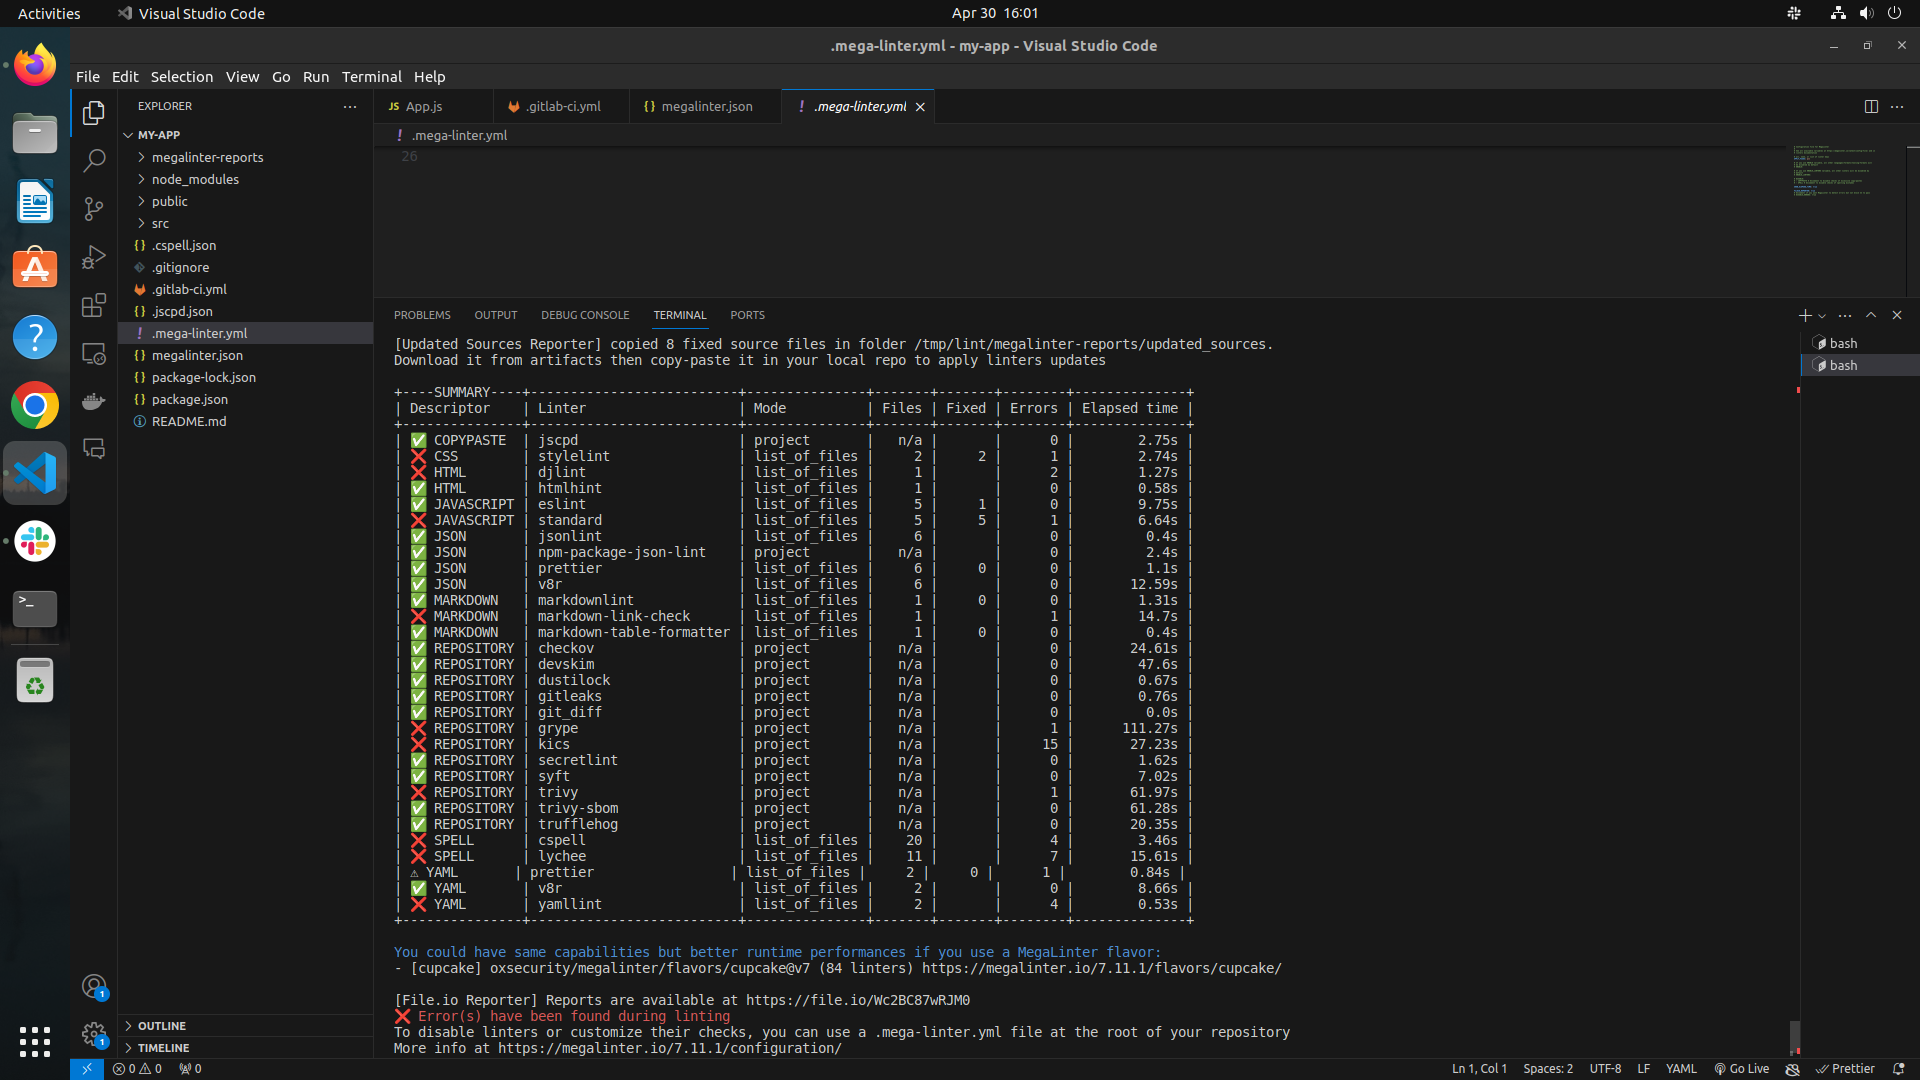 Activities
Visual Studio Code
Apr 30 16:01
.mega-linter.yml - my-app - Visual Studio Code
File Edit Selection View Go Run Terminal Help
EXPLORER
MY-APP
megalinter-reports
node_modules
public
src
.cspell.json
.gitignore
.gitlab-ci.yml
.jscpd.json
.mega-linter.yml
megalinter.json
package-lock.json
package.json
README.md
OUTLINE
TIMELINE
JS App.js
.gitlab-ci.yml
{} megalinter.json
! .mega-linter.yml
! .mega-linter.yml
26
PROBLEMS OUTPUT DEBUG CONSOLE TERMINAL PORTS
bash
bash
[Updated Sources Reporter] copied 8 fixed source files in folder /tmp/lint/megalinter-reports/updated_sources.
Download it from artifacts then copy-paste it in your local repo to apply linters updates
+----SUMMARY----+--------------------------+---------------+-------+-------+--------+--------------+
| Descriptor | Linter | Mode | Files | Fixed | Errors | Elapsed time |
+---------------+--------------------------+---------------+-------+-------+--------+--------------+
| ✅ COPYPASTE | jscpd | project | n/a | | 0 | 2.75s |
| ❌ CSS | stylelint | list_of_files | 2 | 2 | 1 | 2.74s |
| ❌ HTML | djlint | list_of_files | 1 | | 2 | 1.27s |
| ✅ HTML | htmlhint | list_of_files | 1 | | 0 | 0.58s |
| ✅ JAVASCRIPT | eslint | list_of_files | 5 | 1 | 0 | 9.75s |
| ❌ JAVASCRIPT | standard | list_of_files | 5 | 5 | 1 | 6.64s |
| ✅ JSON | jsonlint | list_of_files | 6 | | 0 | 0.4s |
| ✅ JSON | npm-package-json-lint | project | n/a | | 0 | 2.4s |
| ✅ JSON | prettier | list_of_files | 6 | 0 | 0 | 1.1s |
| ✅ JSON | v8r | list_of_files | 6 | | 0 | 12.59s |
| ✅ MARKDOWN | markdownlint | list_of_files | 1 | 0 | 0 | 1.31s |
| ❌ MARKDOWN | markdown-link-check | list_of_files | 1 | | 1 | 14.7s |
| ✅ MARKDOWN | markdown-table-formatter | list_of_files | 1 | 0 | 0 | 0.4s |
| ✅ REPOSITORY | checkov | project | n/a | | 0 | 24.61s |
| ✅ REPOSITORY | devskim | project | n/a | | 0 | 47.6s |
| ✅ REPOSITORY | dustilock | project | n/a | | 0 | 0.67s |
| ✅ REPOSITORY | gitleaks | project | n/a | | 0 | 0.76s |
| ✅ REPOSITORY | git_diff | project | n/a | | 0 | 0.0s |
| ❌ REPOSITORY | grype | project | n/a | | 1 | 111.27s |
| ❌ REPOSITORY | kics | project | n/a | | 15 | 27.23s |
| ✅ REPOSITORY | secretlint | project | n/a | | 0 | 1.62s |
| ✅ REPOSITORY | syft | project | n/a | | 0 | 7.02s |
| ❌ REPOSITORY | trivy | project | n/a | | 1 | 61.97s |
| ✅ REPOSITORY | trivy-sbom | project | n/a | | 0 | 61.28s |
| ✅ REPOSITORY | trufflehog | project | n/a | | 0 | 20.35s |
| ❌ SPELL | cspell | list_of_files | 20 | | 4 | 3.46s |
| ❌ SPELL | lychee | list_of_files | 11 | | 7 | 15.61s |
| ⚠ YAML | prettier | list_of_files | 2 | 0 | 1 | 0.84s |
| ✅ YAML | v8r | list_of_files | 2 | | 0 | 8.66s |
| ❌ YAML | yamllint | list_of_files | 2 | | 4 | 0.53s |
+---------------+--------------------------+---------------+-------+-------+--------+--------------+
You could have same capabilities but better runtime performances if you use a MegaLinter flavor:
- [cupcake] oxsecurity/megalinter/flavors/cupcake@v7 (84 linters) https://megalinter.io/7.11.1/flavors/cupcake/
[File.io Reporter] Reports are available at https://file.io/Wc2BC87wRJM0
❌ Error(s) have been found during linting
To disable linters or customize their checks, you can use a .mega-linter.yml file at the root of your repository
More info at https://megalinter.io/7.11.1/configuration/
0 0 0
Ln 1, Col 1 Spaces: 2 UTF-8 LF YAML Go Live Prettier